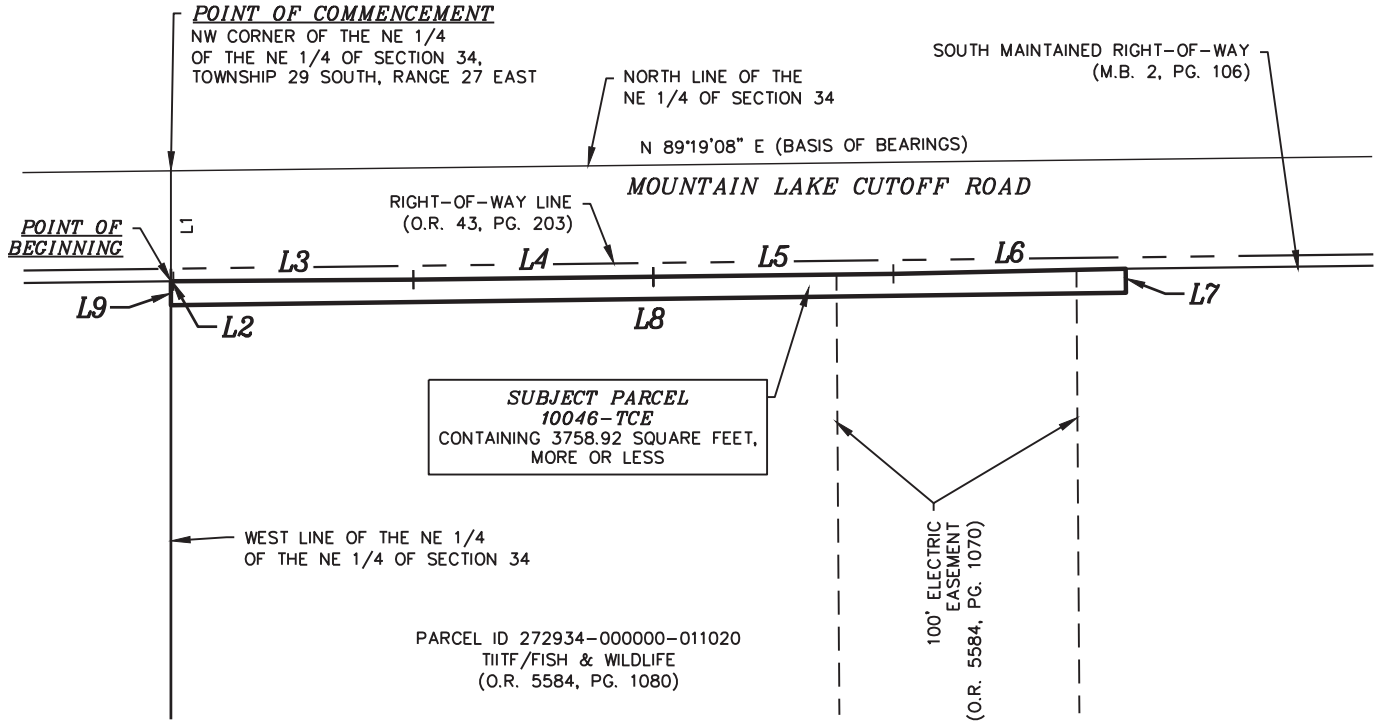 POINT OF COMMENCEMENT
NW CORNER OF THE NE 1/4
OF THE NE 1/4 OF SECTION 34,
TOWNSHIP 29 SOUTH, RANGE 27 EAST
SOUTH MAINTAINED RIGHT-OF-WAY
(M.B. 2, PG. 106)
NORTH LINE OF THE
NE 1/4 OF SECTION 34
N 89°19'08" E (BASIS OF BEARINGS)
MOUNTAIN LAKE CUTOFF ROAD
RIGHT-OF-WAY LINE
(O.R. 43, PG. 203)
L1
POINT OF
BEGINNING
L3
L4
L5
L6
L9
L2
L8
L7
SUBJECT PARCEL
10046-TCE
CONTAINING 3758.92 SQUARE FEET,
MORE OR LESS
WEST LINE OF THE NE 1/4
OF THE NE 1/4 OF SECTION 34
100' ELECTRIC
EASEMENT
(O.R. 5584, PG. 1070)
PARCEL ID 272934-000000-011020
TIITF/FISH & WILDLIFE
(O.R. 5584, PG. 1080)